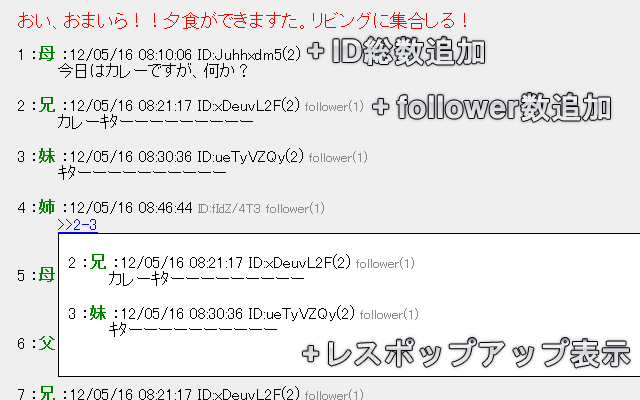 おい、おまいら！！夕食ができますた。リビングに集合しる！
1：母：12/05/16 08:10:06 ID:Juhhxdm5(2) + ID総数追加
今日はカレーですが、何か？
2：兄：12/05/16 08:21:17 ID:xDeuvL2F(2) follower(1) + follower数追加
カレーｷﾀーーーーーーーーー
3：妹：12/05/16 08:30:36 ID:ueTyVZQy(2) follower(1)
ｷﾀーーーーーーーーーー
4：姉：12/05/16 08:46:44 ID:fIdZ/4T3 follower(1)
>>2-3
2：兄：12/05/16 08:21:17 ID:xDeuvL2F(2) follower(1)
カレーｷﾀーーーーーーーーー
5：母
3：妹：12/05/16 08:30:36 ID:ueTyVZQy(2) follower(1)
ｷﾀーーーーーーーーーー
6：父
+レスポップアップ表示
7：兄：12/05/16 08:21:17 ID:xDeuvL2F(2) follower(1)